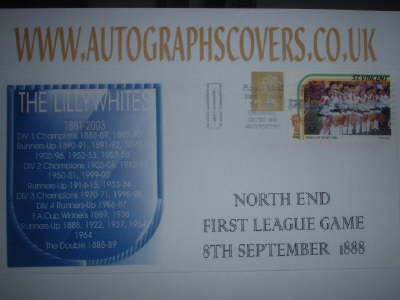 WWW.AUTOGRAPHSCOVERS.CO.UK
ST VINCENT
THE LILLYWHITES
1881-2003
DIV 1 Champions 1888-89, 1889-90
Runners-Up 1890-91, 1891-92, 1892-93
1905-06, 1952-53, 1957-58
DIV 2 Champions 1903-04, 1912-13
1950-51, 1999-00
Runners-Up 1914-15, 1933-34
DIV 3 Champions 1970-71, 1995-96
DIV 4 Runners-Up 1986-87
F.A.Cup Winners 1889, 1938
Runners-Up 1888, 1922, 1937, 1954
1964
The Double 1888-89
NORTH END
FIRST LEAGUE GAME
8TH SEPTEMBER 1888